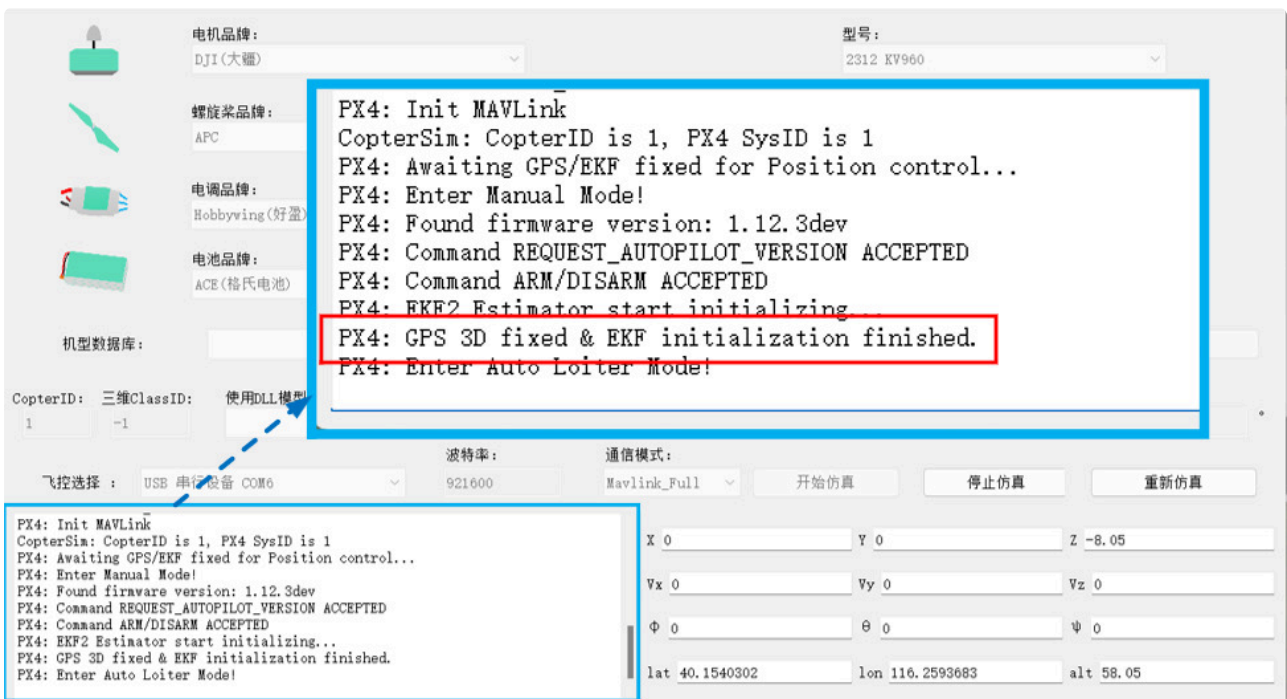 电机品牌：
型号：
DJI(大疆)
2312 KV960
螺旋桨品牌：
APC
电调品牌：
Hobbywing(好盈)
电池品牌：
ACE(格氏电池)
PX4: Init MAVLink
CopterSim: CopterID is 1, PX4 SysID is 1
PX4: Awaiting GPS/EKF fixed for Position control...
PX4: Enter Manual Mode!
PX4: Found firmware version: 1.12.3dev
PX4: Command REQUEST_AUTOPILOT_VERSION ACCEPTED
PX4: Command ARM/DISARM ACCEPTED
PX4: EKF2 Estimator start initializing...
PX4: GPS 3D fixed & EKF initialization finished.
PX4: Enter Auto Loiter Mode!
机型数据库：
CopterID： 三维ClassID： 使用DLL模型
1 -1 °
波特率： 通信模式：
飞控选择 ： USB 串行设备 COM6 921600 Mavlink_Full 开始仿真 停止仿真 重新仿真
PX4: Init MAVLink
CopterSim: CopterID is 1, PX4 SysID is 1
PX4: Awaiting GPS/EKF fixed for Position control...
PX4: Enter Manual Mode!
PX4: Found firmware version: 1.12.3dev
PX4: Command REQUEST_AUTOPILOT_VERSION ACCEPTED
PX4: Command ARM/DISARM ACCEPTED
PX4: EKF2 Estimator start initializing...
PX4: GPS 3D fixed & EKF initialization finished.
PX4: Enter Auto Loiter Mode!
X 0 Y 0 Z -8.05
Vx 0 Vy 0 Vz 0
Φ 0 θ 0 ψ 0
lat 40.1540302 lon 116.2593683 alt 58.05